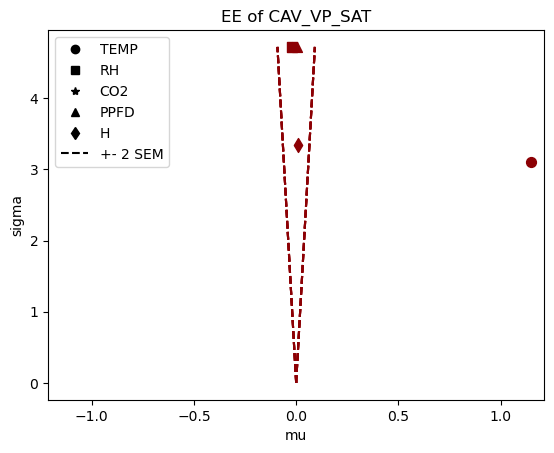 EE of CAV_VP_SAT
TEMP
RH
CO2
PPFD
H
+- 2 SEM
sigma
4
3
2
1
0
-1.0
-0.5
0.0
0.5
1.0
mu